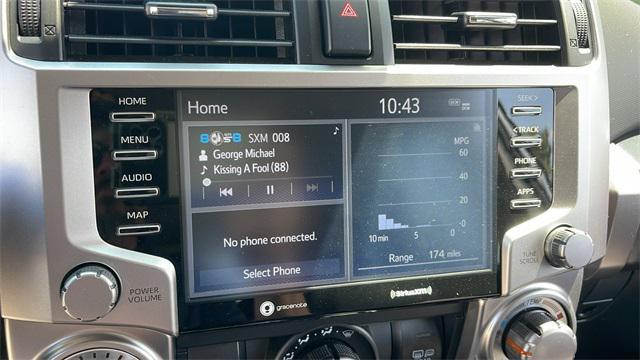 HOME
MENU
AUDIO
MAP
POWER
VOLUME
Home
10:43
SXM 008
George Michael
Kissing A Fool (88)
No phone connected.
Select Phone
MPG
60
40
20
0
10 min 5 0
Range 174 miles
gracenote
SiriusXM
SEEK>
<TRACK
PHONE
APPS
TUNE
SCROLL
TEMP